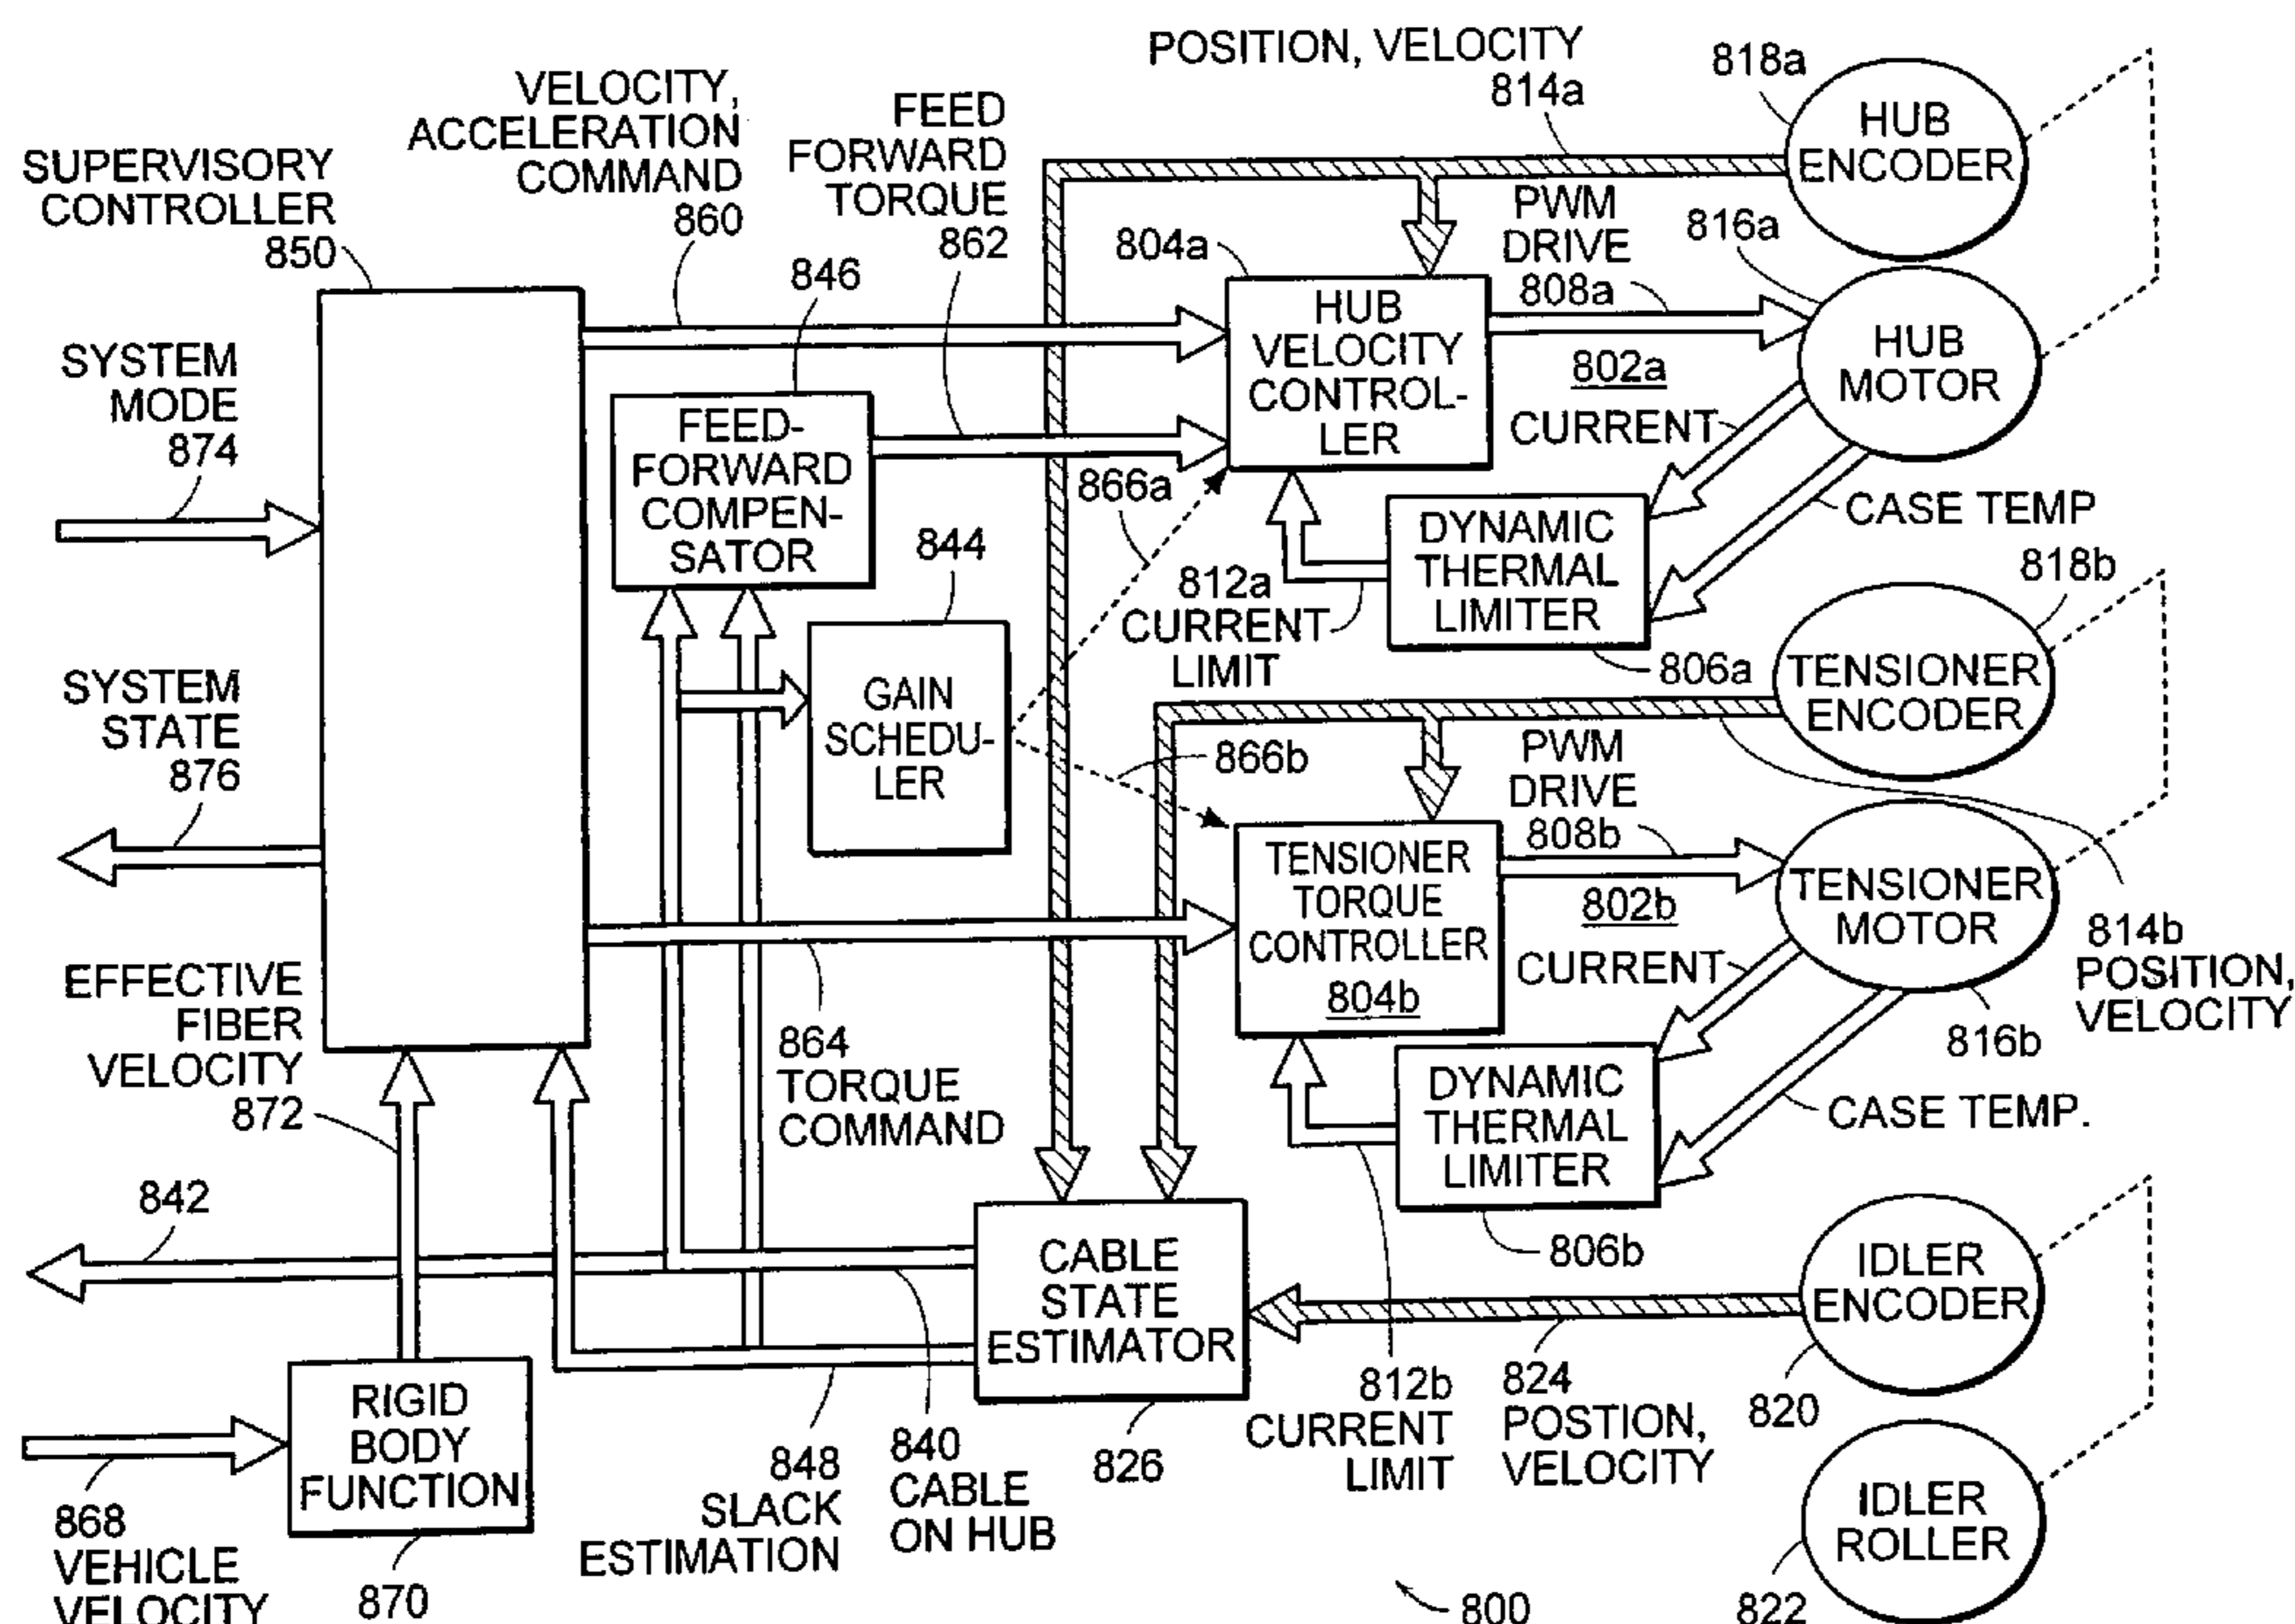 POSITION, VELOCITY
814a
818a
HUB
ENCODER
VELOCITY,
ACCELERATION
COMMAND
860
FEED
FORWARD
TORQUE
862
SUPERVISORY
CONTROLLER
850
846
804a
PWM
DRIVE
808a
816a
HUB
VELOCITY
CONTROL-
LER
802a
HUB
MOTOR
SYSTEM
MODE
874
FEED-
FORWARD
COMPEN-
SATOR
CURRENT
866a
CASE TEMP
DYNAMIC
THERMAL
LIMITER
844
812a
CURRENT
LIMIT
806a
818b
TENSIONER
ENCODER
SYSTEM
STATE
876
GAIN
SCHEDU-
LER
866b
PWM
DRIVE
808b
TENSIONER
TORQUE
CONTROLLER
804b
802b
TENSIONER
MOTOR
814b
POSITION,
VELOCITY
CURRENT
816b
EFFECTIVE
FIBER
VELOCITY
872
864
TORQUE
COMMAND
DYNAMIC
THERMAL
LIMITER
CASE TEMP.
842
806b
CABLE
STATE
ESTIMATOR
IDLER
ENCODER
812b
CURRENT
LIMIT
824
POSTION,
VELOCITY
820
RIGID
BODY
FUNCTION
848
SLACK
ESTIMATION
840
CABLE
ON HUB
826
IDLER
ROLLER
868
VEHICLE
VELOCITY
870
800
822